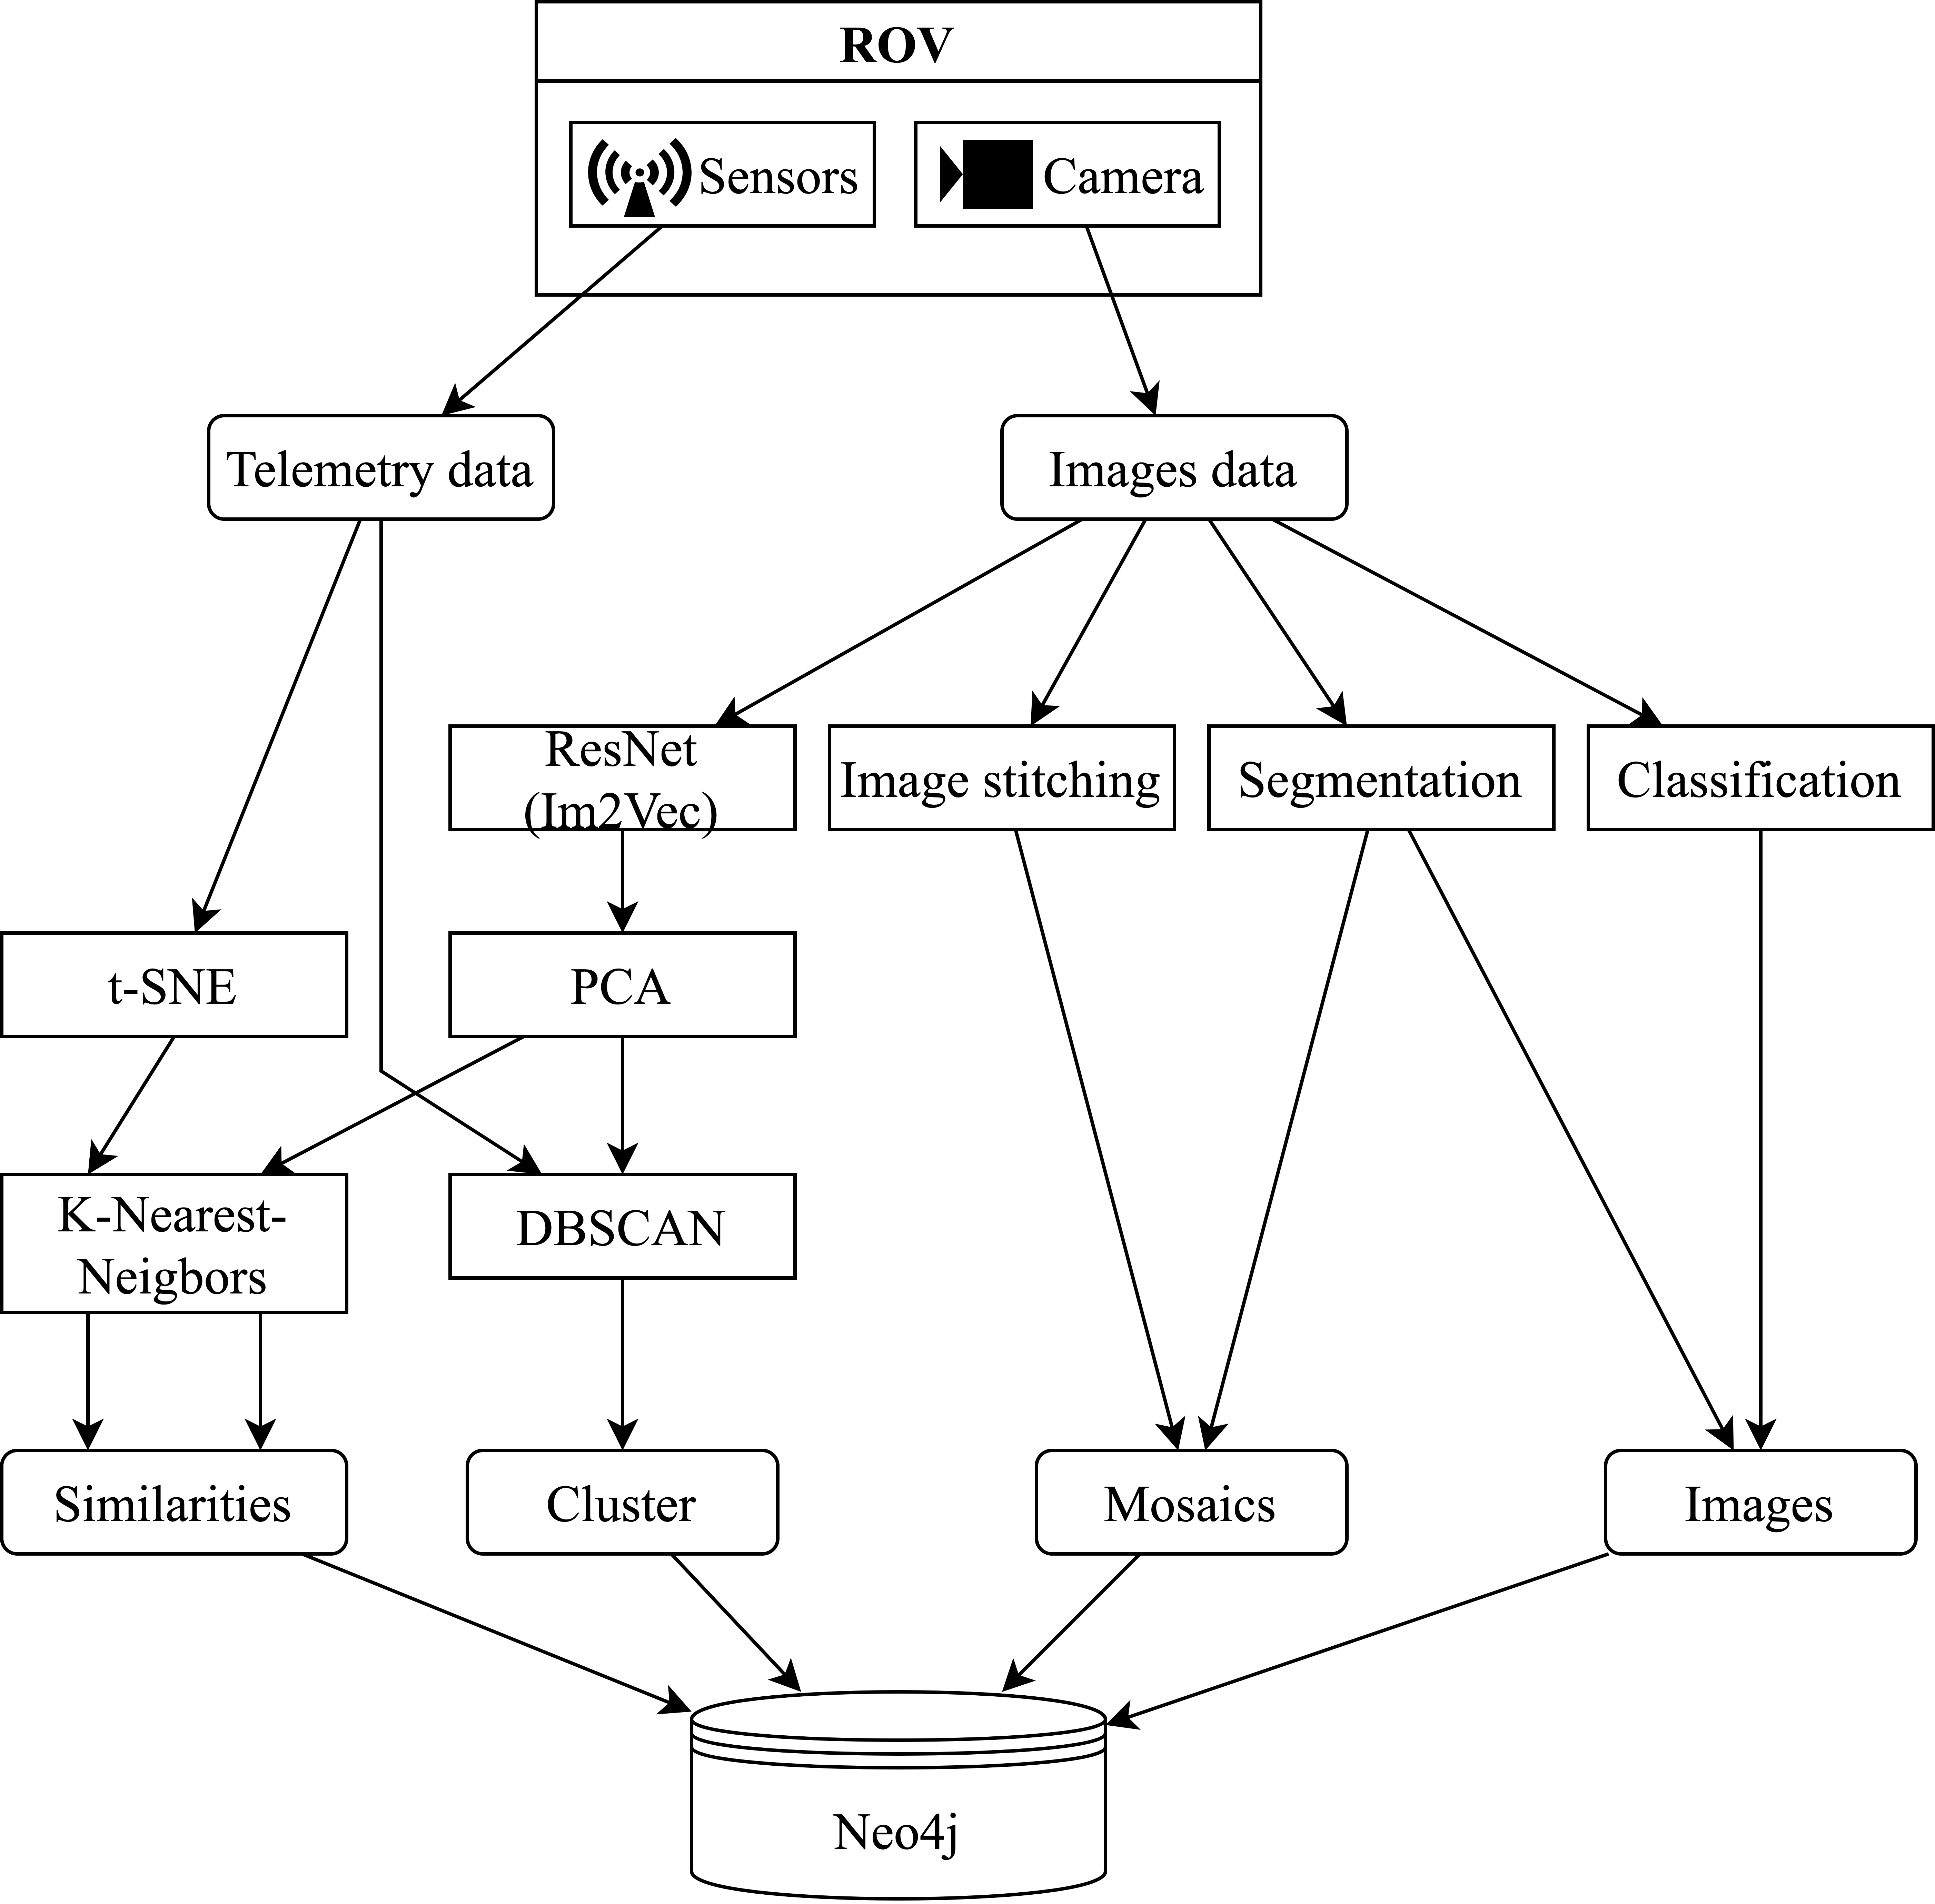 ROV
Sensors
Camera
Telemetry data
Images data
ResNet
(Im2Vec)
Image stitching
Segmentation
Classification
t-SNE
PCA
K-Nearest-
Neigbors
DBSCAN
Similarities
Cluster
Mosaics
Images
Neo4j